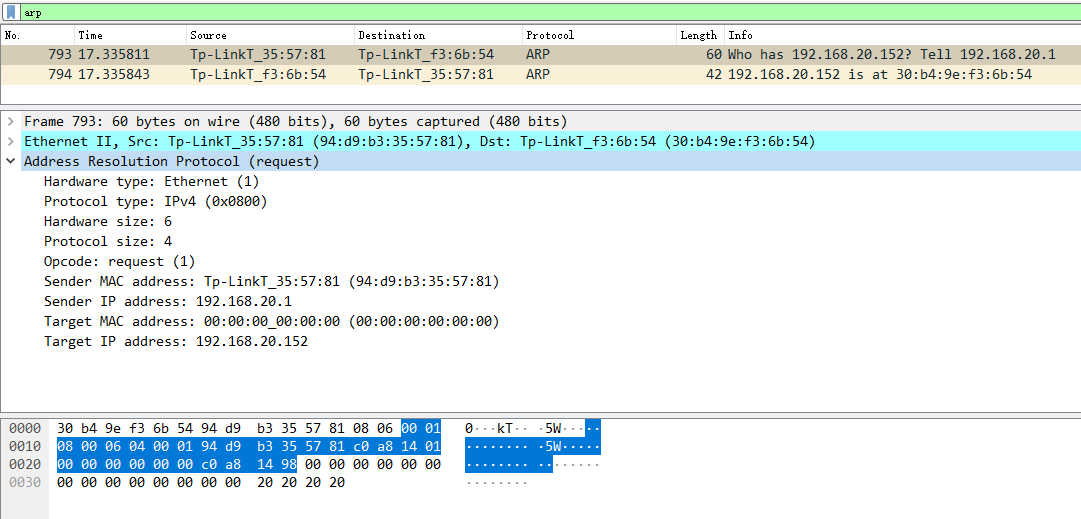 arp
No. Time Source Destination Protocol Length Info
793 17.335811 Tp-LinkT_35:57:81 Tp-LinkT_f3:6b:54 ARP 60 Who has 192.168.20.152? Tell 192.168.20.1
794 17.335843 Tp-LinkT_f3:6b:54 Tp-LinkT_35:57:81 ARP 42 192.168.20.152 is at 30:b4:9e:f3:6b:54
Frame 793: 60 bytes on wire (480 bits), 60 bytes captured (480 bits)
Ethernet II, Src: Tp-LinkT_35:57:81 (94:d9:b3:35:57:81), Dst: Tp-LinkT_f3:6b:54 (30:b4:9e:f3:6b:54)
Address Resolution Protocol (request)
Hardware type: Ethernet (1)
Protocol type: IPv4 (0x0800)
Hardware size: 6
Protocol size: 4
Opcode: request (1)
Sender MAC address: Tp-LinkT_35:57:81 (94:d9:b3:35:57:81)
Sender IP address: 192.168.20.1
Target MAC address: 00:00:00_00:00:00 (00:00:00:00:00:00)
Target IP address: 192.168.20.152
0000 30 b4 9e f3 6b 54 94 d9 b3 35 57 81 08 06 00 01 0···kT·· ·5W·····
0010 08 00 06 04 00 01 94 d9 b3 35 57 81 c0 a8 14 01 ········ ·5W·····
0020 00 00 00 00 00 00 c0 a8 14 98 00 00 00 00 00 00 ········ ········
0030 00 00 00 00 00 00 00 00 20 20 20 20 ········